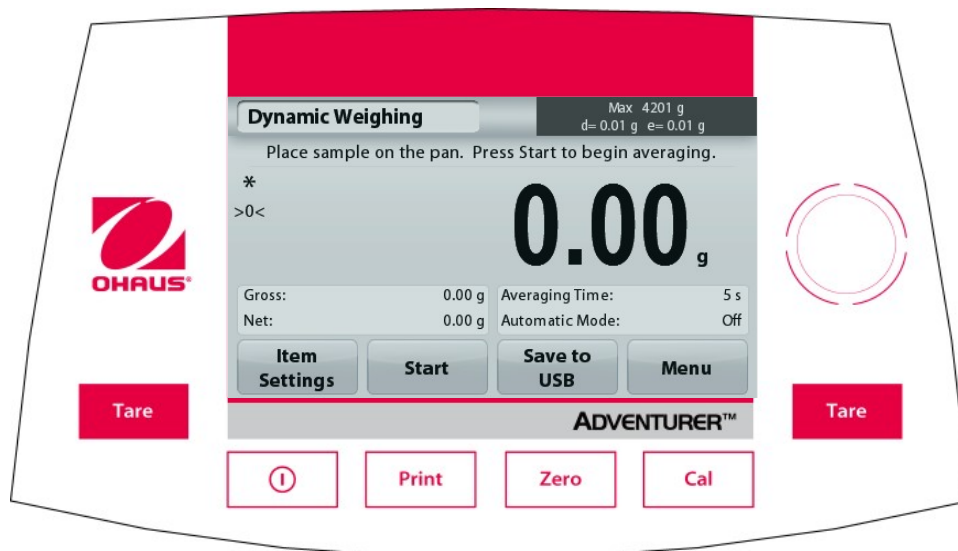 Dynamic Weighing
Max 4201 g
d= 0.01 g e= 0.01 g
Place sample on the pan. Press Start to begin averaging.
*
>0<
0.00 g
OHAUS®
Gross: 0.00 g Averaging Time: 5 s
Net: 0.00 g Automatic Mode: Off
Item Settings
Start
Save to USB
Menu
Tare
ADVENTURER™
Tare
Print
Zero
Cal